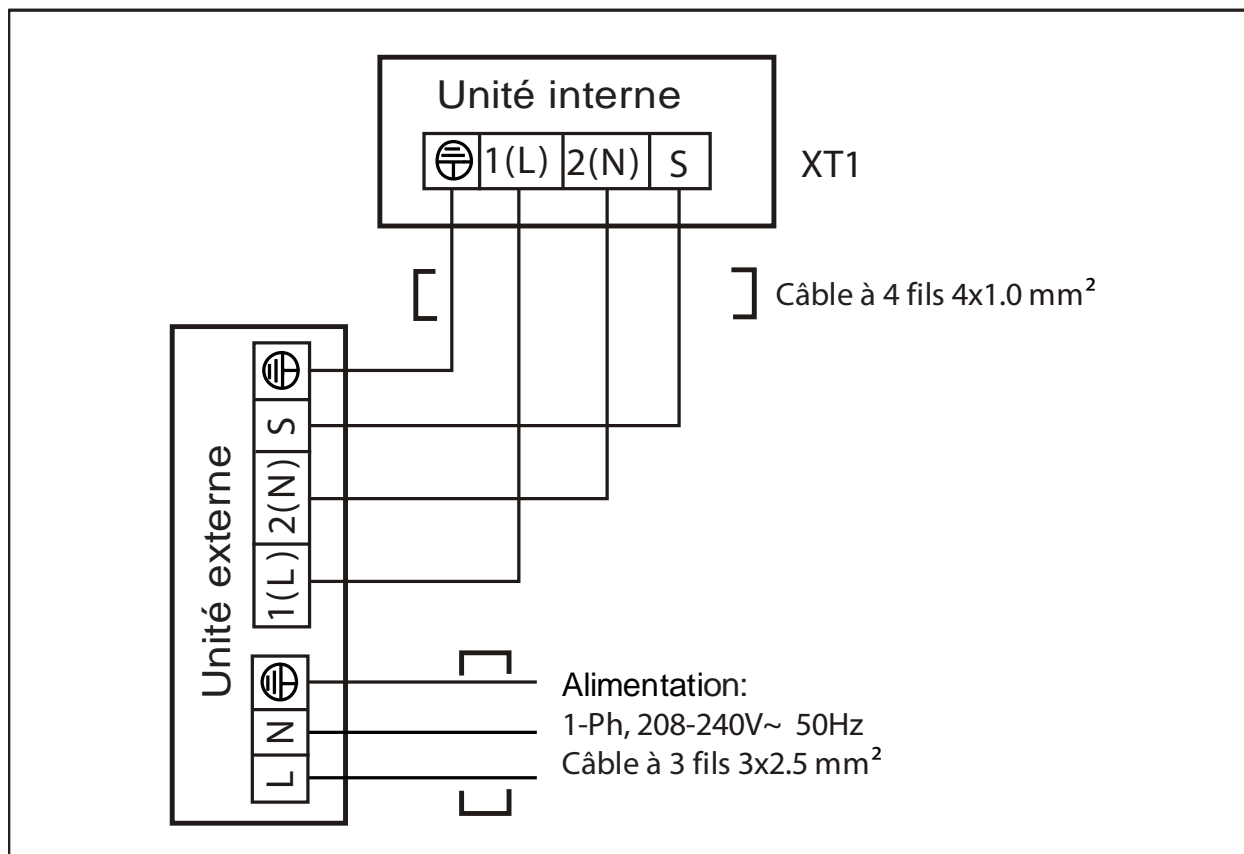 Unité interne
1(L) 2(N) S
XT1
Câble à 4 fils 4x1.0 mm²
Unité externe
S
2(N)
1(L)
N
L
Alimentation:
1-Ph, 208-240V~ 50Hz
Câble à 3 fils 3x2.5 mm²